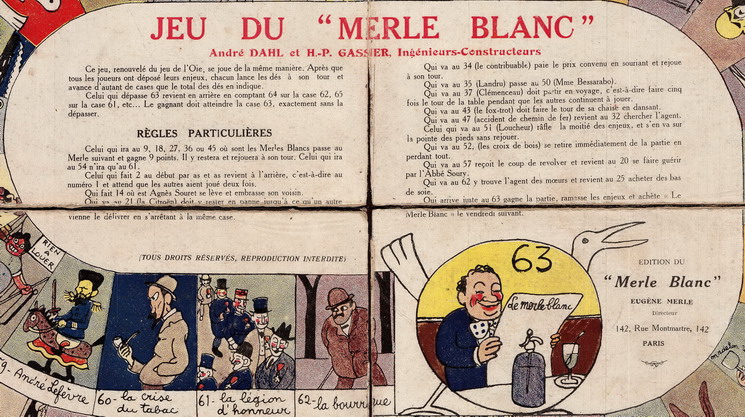 JEU DU "MERLE BLANC"
André DAHL et H.-P. GASSIER, Ingénieurs-Constructeurs
Ce jeu, renouvelé du jeu de l'Oie, se joue de la même manière. Après que
tous les joueurs ont déposé leurs enjeux, chacun lance les dés à son tour et
avance d'autant de cases que le total des dés en indique.
Celui qui dépasse 63 revient en arrière en comptant 64 sur la case 62, 65
sur la case 61, etc... Le gagnant doit atteindre la case 63, exactement sans la
dépasser.
RÈGLES PARTICULIÈRES
Celui qui ira au 9, 18, 27, 36 ou 45 où sont les Merles Blancs passe au
Merle suivant et gagne 9 points. Il y restera et rejouera à son tour. Celui qui ira
au 54 n'ira qu'au 61.
Celui qui fait 2 au début par as et as revient à l'arrière, c'est-à-dire au
numéro 1 et attend que les autres aient joué deux fois.
Qui fait 14 où est Agnès Souret se lève et embrasse son voisin.
Qui va au 21 (la Citroën) doit y rester en panne jusqu'à ce qu'un autre
vienne le délivrer en s'arrêtant à la même case.
(TOUS DROITS RÉSERVÉS, REPRODUCTION INTERDITE)
Qui va au 34 (le contribuable) paie le prix convenu en souriant et rejoue
à son tour.
Qui va au 35 (Landru) passe au 50 (Mme Bessarabo).
Qui va au 37 (Clémenceau) doit partir en voyage, c'est-à-dire faire cinq
fois le tour de la table pendant que les autres continuent à jouer.
Qui va au 43 (le fox-trot) doit faire le tour de sa chaise en dansant.
Qui va au 47 (accident de chemin de fer) revient au 32 chercher l'agent.
Celui qui va au 51 (Loucheur) râfle la moitié des enjeux, et s'en va sur
la pointe des pieds sans rejouer.
Qui va au 52, (les croix de bois) se retire immédiatement de la partie en
perdant tout.
Qui va au 57 reçoit le coup de revolver et revient au 20 se faire guérir
par l'Abbé Soury.
Qui va au 62 y trouve l'agent des mœurs et revient au 25 acheter des bas
de soie.
Qui arrive juste au 63 gagne la partie, ramasse les enjeux et achète « Le
Merle Blanc » le vendredi suivant.
RIEN
A
LOUER
59. André Lefèvre
60 - la crise
du tabac
61 - la légion
d'honneur
62 - la bourrique
63
Le merle blanc
EDITION DU
"Merle Blanc"
EUGÈNE MERLE
Directeur
142, Rue Montmartre, 142
PARIS